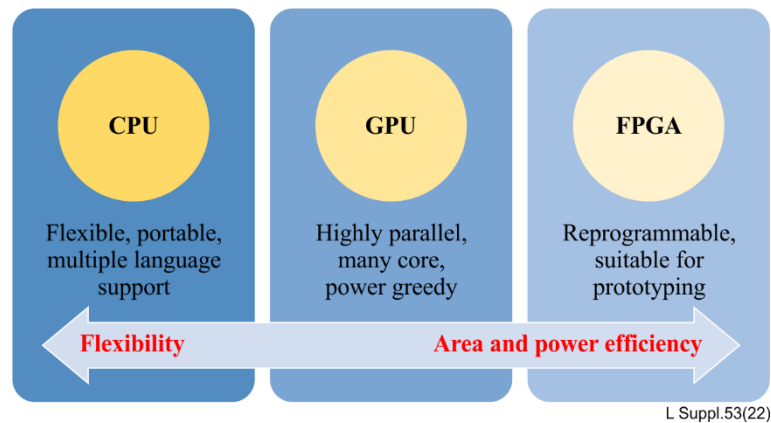 CPU
Flexible, portable,
multiple language
support
GPU
Highly parallel,
many core,
power greedy
FPGA
Reprogrammable,
suitable for
prototyping
Flexibility
Area and power efficiency
L Suppl.53(22)